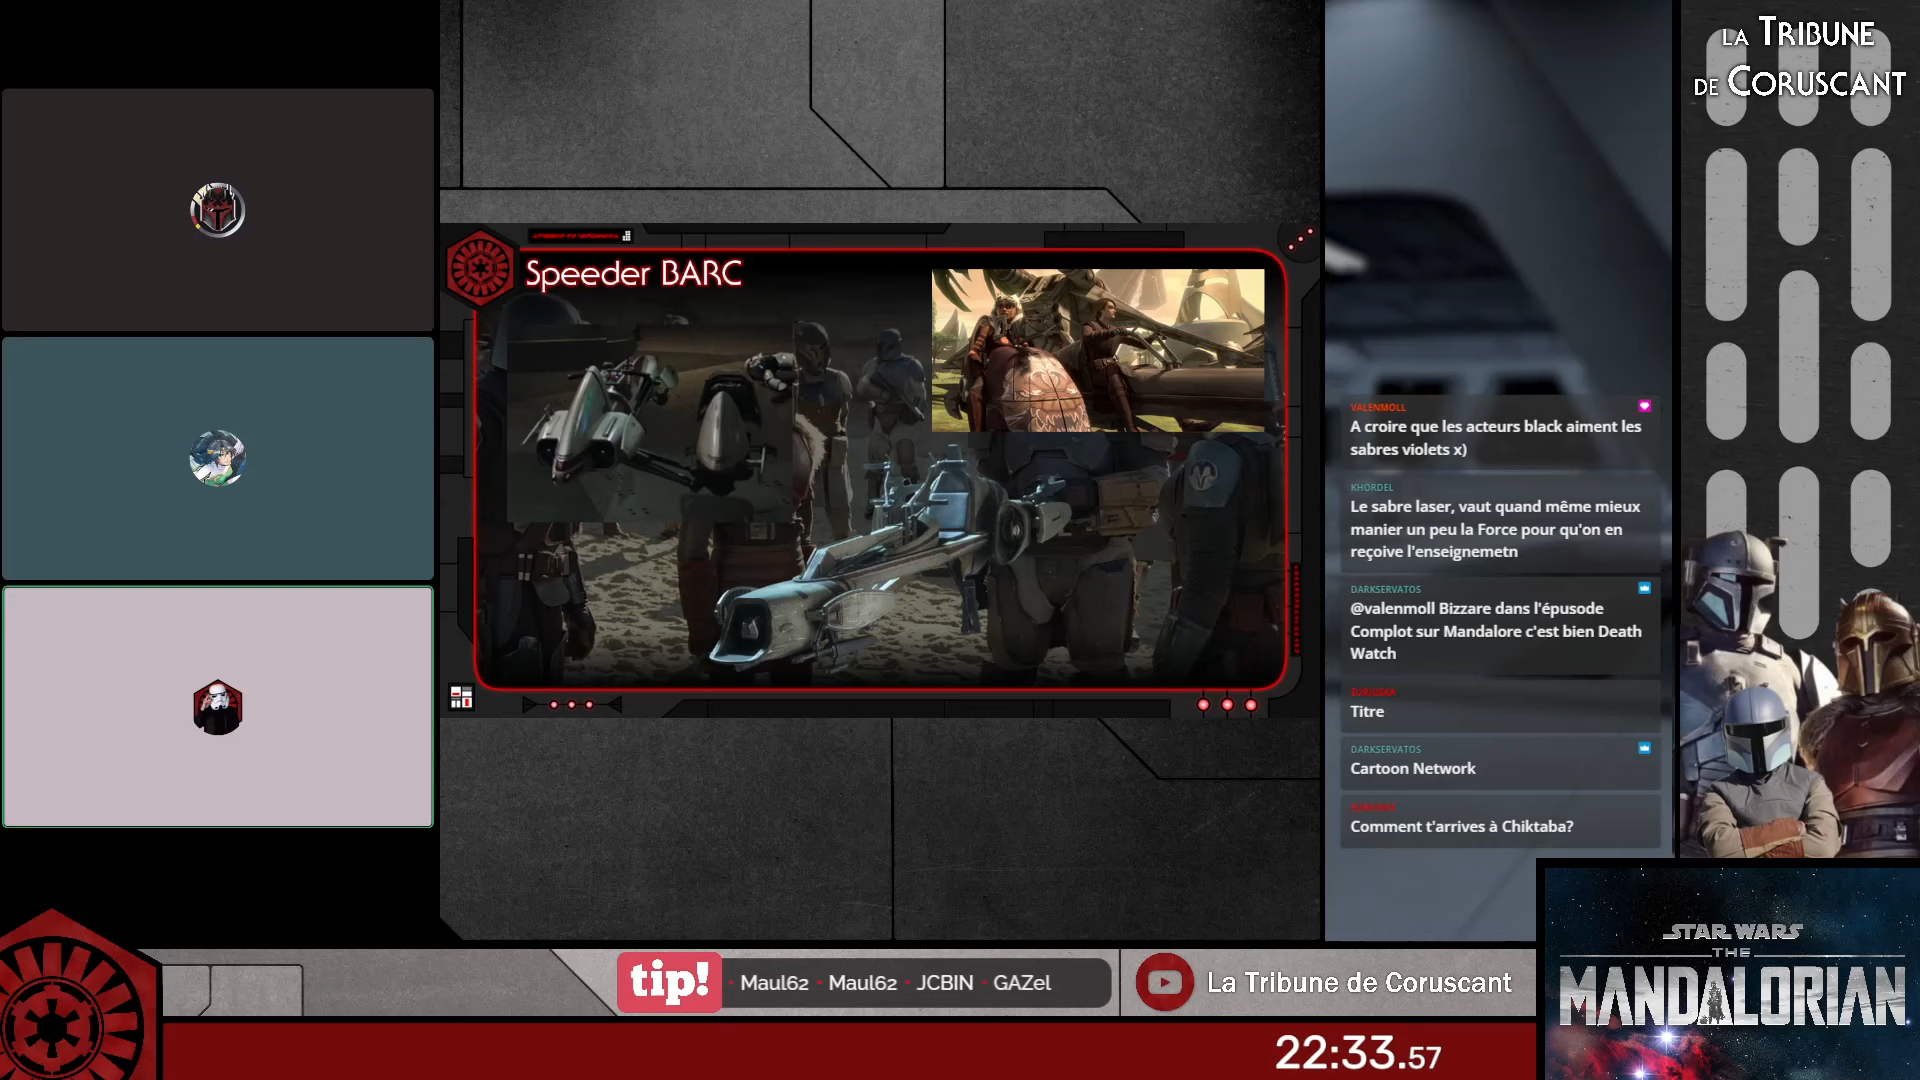 LA TRIBUNE
DE CORUSCANT
Speeder BARC
VALENMOLL
A croire que les acteurs black aiment les
sabres violets x)
KHORDEL
Le sabre laser, vaut quand même mieux
manier un peu la Force pour qu'on en
reçoive l'enseignemetn
DARKSERVATOS
@valenmoll Bizzare dans l'épusode
Complot sur Mandalore c'est bien Death
Watch
Titre
DARKSERVATOS
Cartoon Network
Comment t'arrives à Chiktaba?
tip!
Maul62 • Maul62 • JCBIN • GAZel
La Tribune de Coruscant
STAR WARS
THE
MANDALORIAN
22:33.57